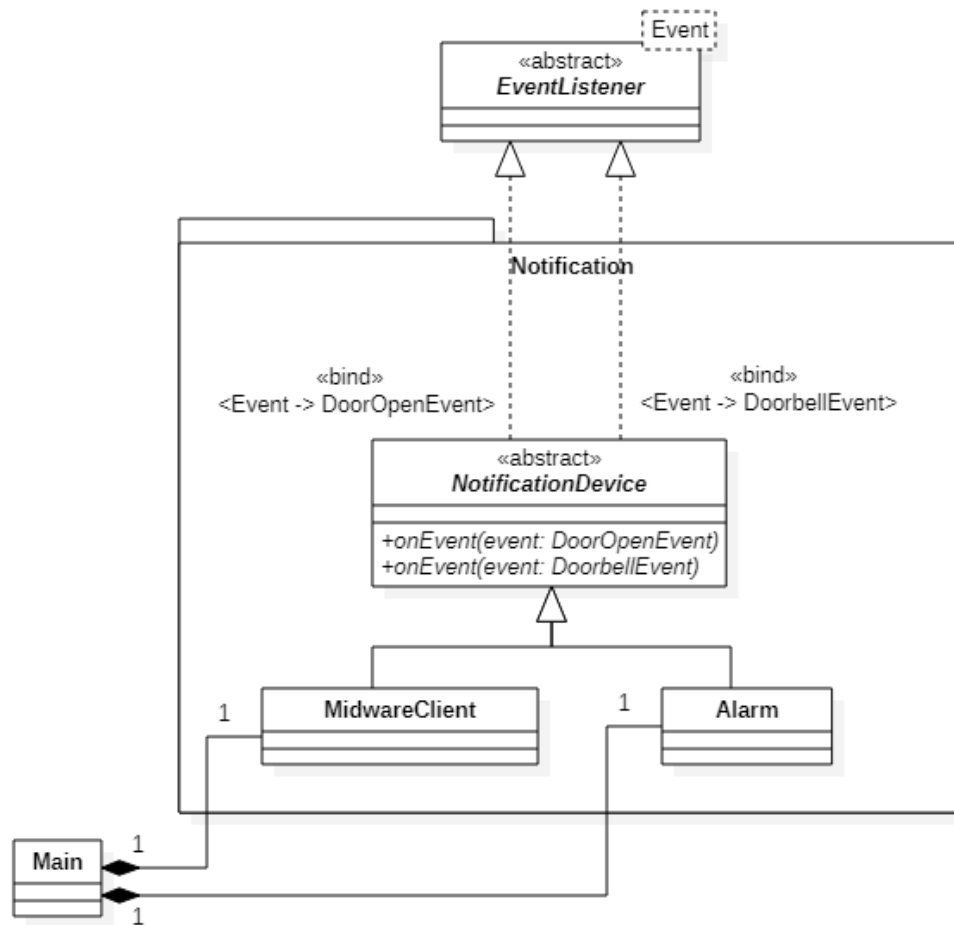 Event
«abstract»
EventListener
Notification
«bind»
<Event -> DoorOpenEvent>
«bind»
<Event -> DoorbellEvent>
«abstract»
NotificationDevice
+onEvent(event: DoorOpenEvent)
+onEvent(event: DoorbellEvent)
1
MidwareClient
1
Alarm
Main
1
1